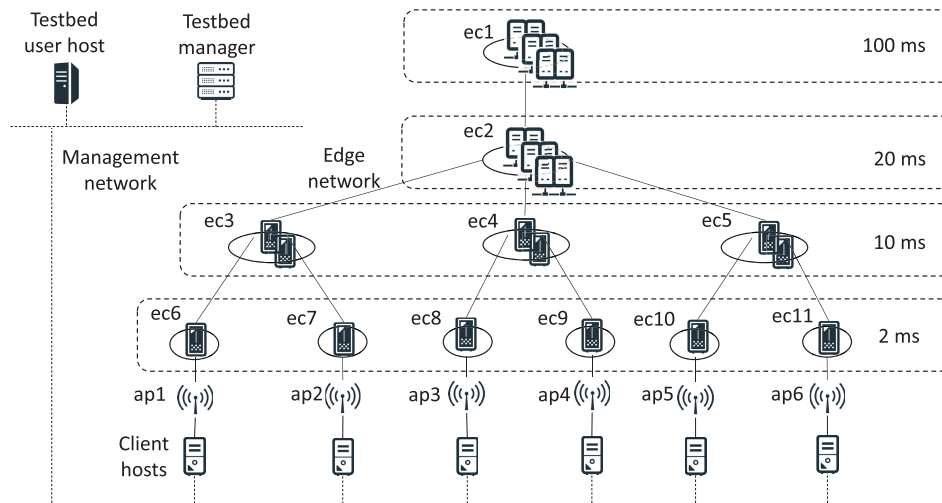 Testbed
user host
Testbed
manager
ec1
100 ms
ec2
20 ms
Management
network
Edge
network
ec3
ec4
ec5
10 ms
ec6
ec7
ec8
ec9
ec10
ec11
2 ms
ap1
ap2
ap3
ap4
ap5
ap6
Client
hosts